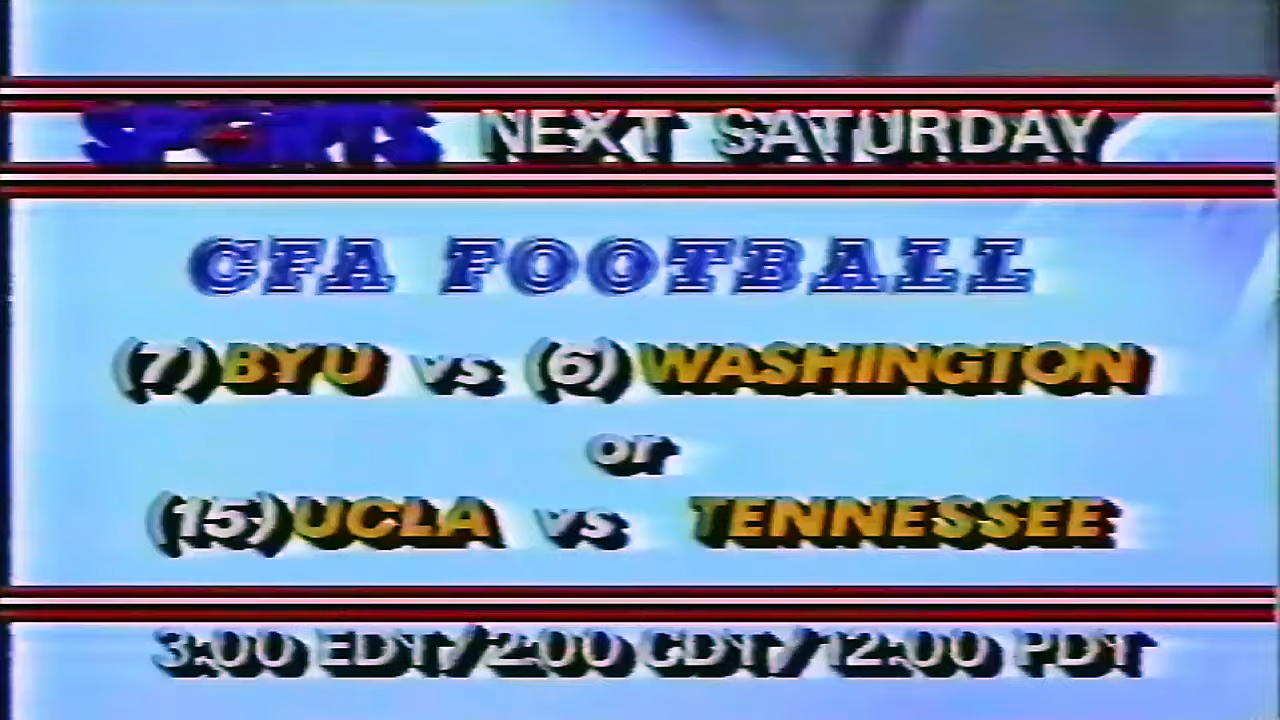 SPORTS NEXT SATURDAY
CFA FOOTBALL
(7) BYU vs (6) WASHINGTON
or
(15) UCLA vs TENNESSEE
3:00 EDT/2:00 CDT/12:00 PDT